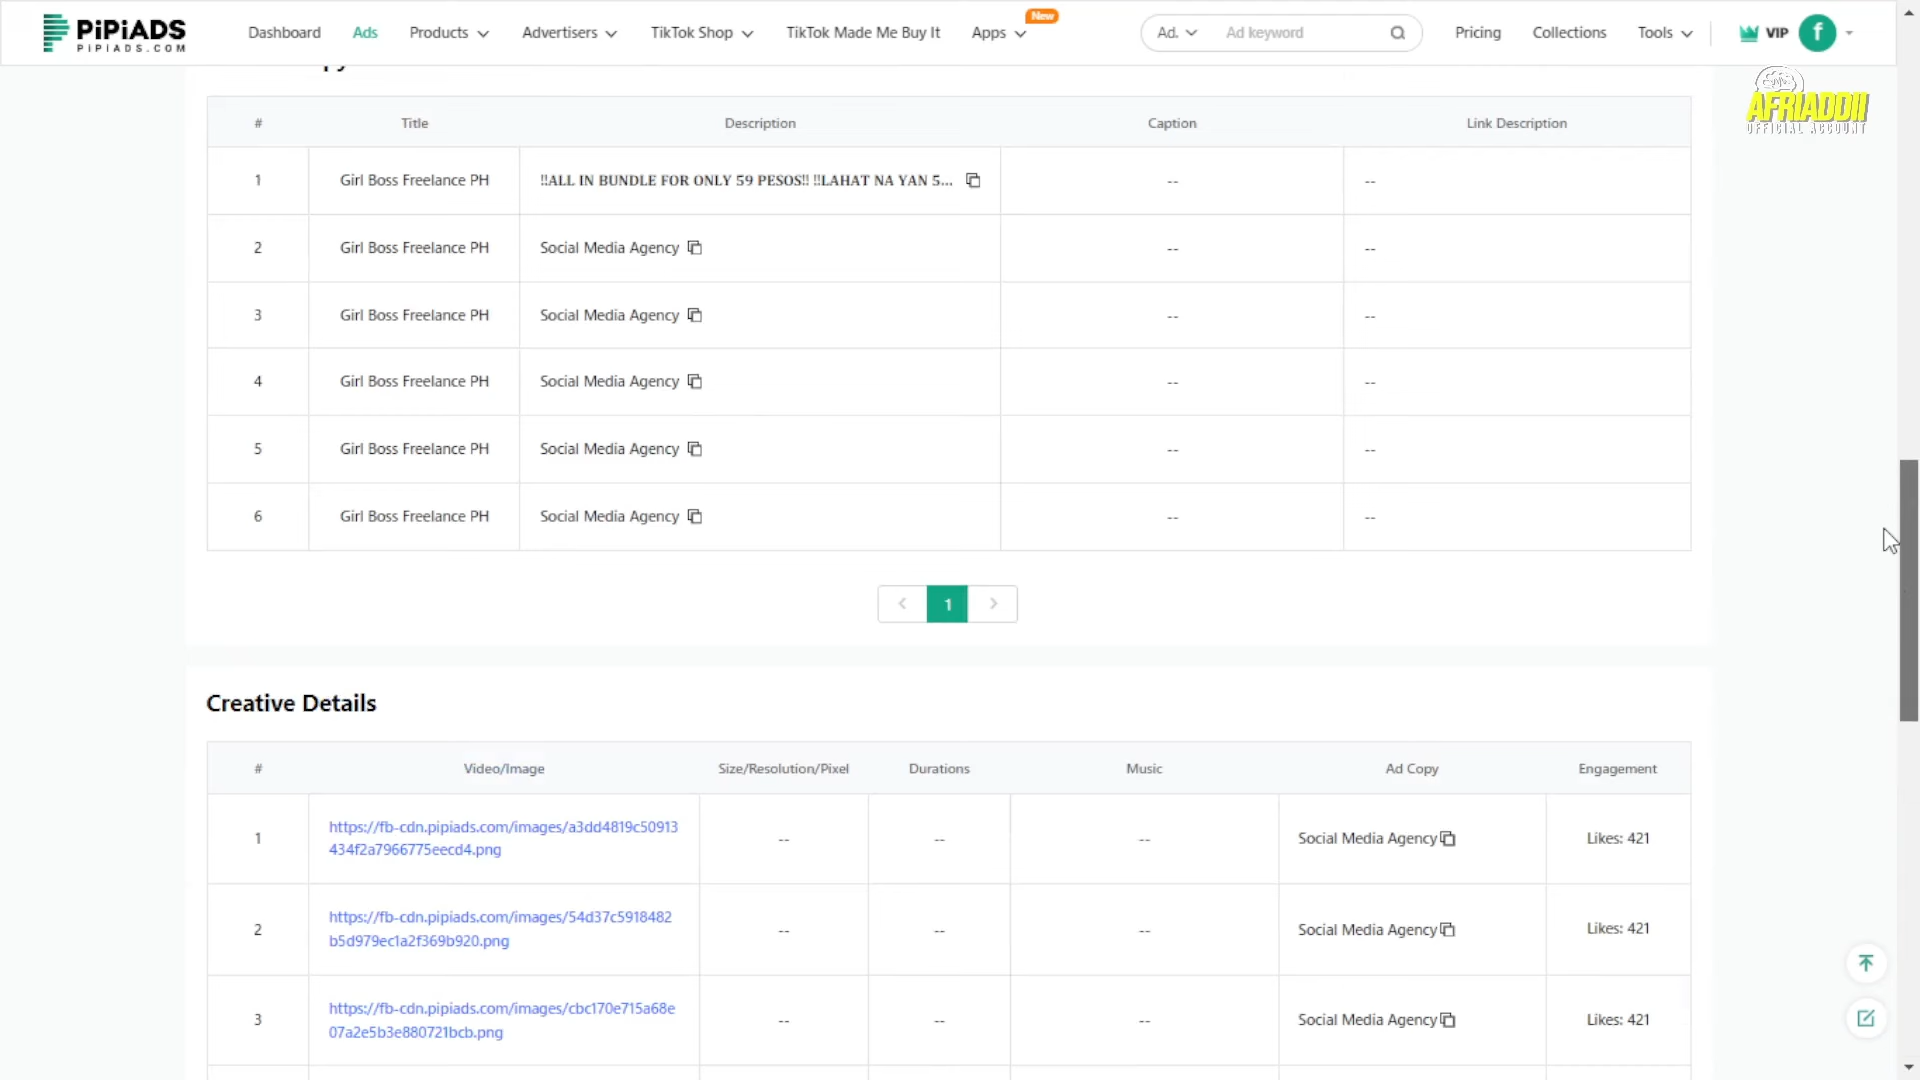 PiPiADS
PIPIADS.COM
Dashboard
Ads
Products
Advertisers
TikTok Shop
TikTok Made Me Buy It
Apps
New
Ad.
Ad keyword
Pricing
Collections
Tools
VIP
f
AFRIADDII
OFFICIAL ACCOUNT
# Title Description Caption Link Description
1 Girl Boss Freelance PH ‼ALL IN BUNDLE FOR ONLY 59 PESOS‼ ‼LAHAT NA YAN 5... -- --
2 Girl Boss Freelance PH Social Media Agency -- --
3 Girl Boss Freelance PH Social Media Agency -- --
4 Girl Boss Freelance PH Social Media Agency -- --
5 Girl Boss Freelance PH Social Media Agency -- --
6 Girl Boss Freelance PH Social Media Agency -- --
1
Creative Details
# Video/Image Size/Resolution/Pixel Durations Music Ad Copy Engagement
1 https://fb-cdn.pipiads.com/images/a3dd4819c50913
434f2a7966775eecd4.png -- -- -- Social Media Agency Likes: 421
2 https://fb-cdn.pipiads.com/images/54d37c5918482
b5d979ec1a2f369b920.png -- -- -- Social Media Agency Likes: 421
3 https://fb-cdn.pipiads.com/images/cbc170e715a68e
07a2e5b3e880721bcb.png -- -- -- Social Media Agency Likes: 421